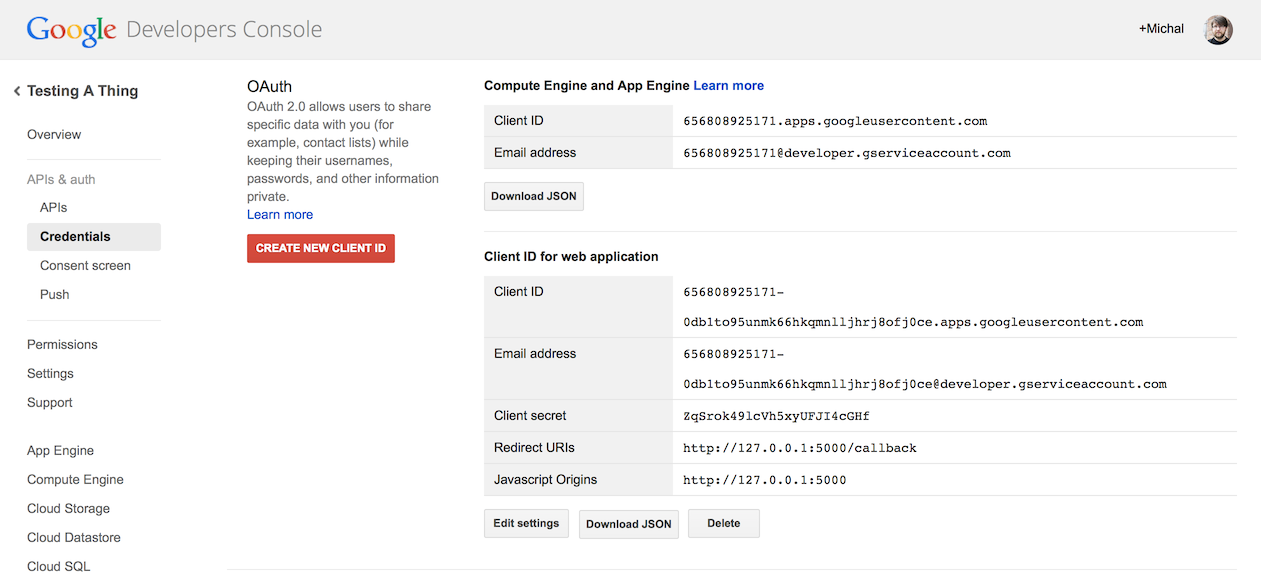 Google Developers Console
+Michal
Testing A Thing
Overview
APIs & auth
APIs
Credentials
Consent screen
Push
Permissions
Settings
Support
App Engine
Compute Engine
Cloud Storage
Cloud Datastore
Cloud SQL
OAuth
OAuth 2.0 allows users to share
specific data with you (for
example, contact lists) while
keeping their usernames,
passwords, and other information
private.
Learn more
CREATE NEW CLIENT ID
Compute Engine and App Engine Learn more
Client ID 656808925171.apps.googleusercontent.com
Email address 656808925171@developer.gserviceaccount.com
Download JSON
Client ID for web application
Client ID 656808925171-
0db1to95unmk66hkqmnlljhrj8ofj0ce.apps.googleusercontent.com
Email address 656808925171-
0db1to95unmk66hkqmnlljhrj8ofj0ce@developer.gserviceaccount.com
Client secret ZqSrok49lcVh5xyUFJI4cGHf
Redirect URIs http://127.0.0.1:5000/callback
Javascript Origins http://127.0.0.1:5000
Edit settings Download JSON Delete